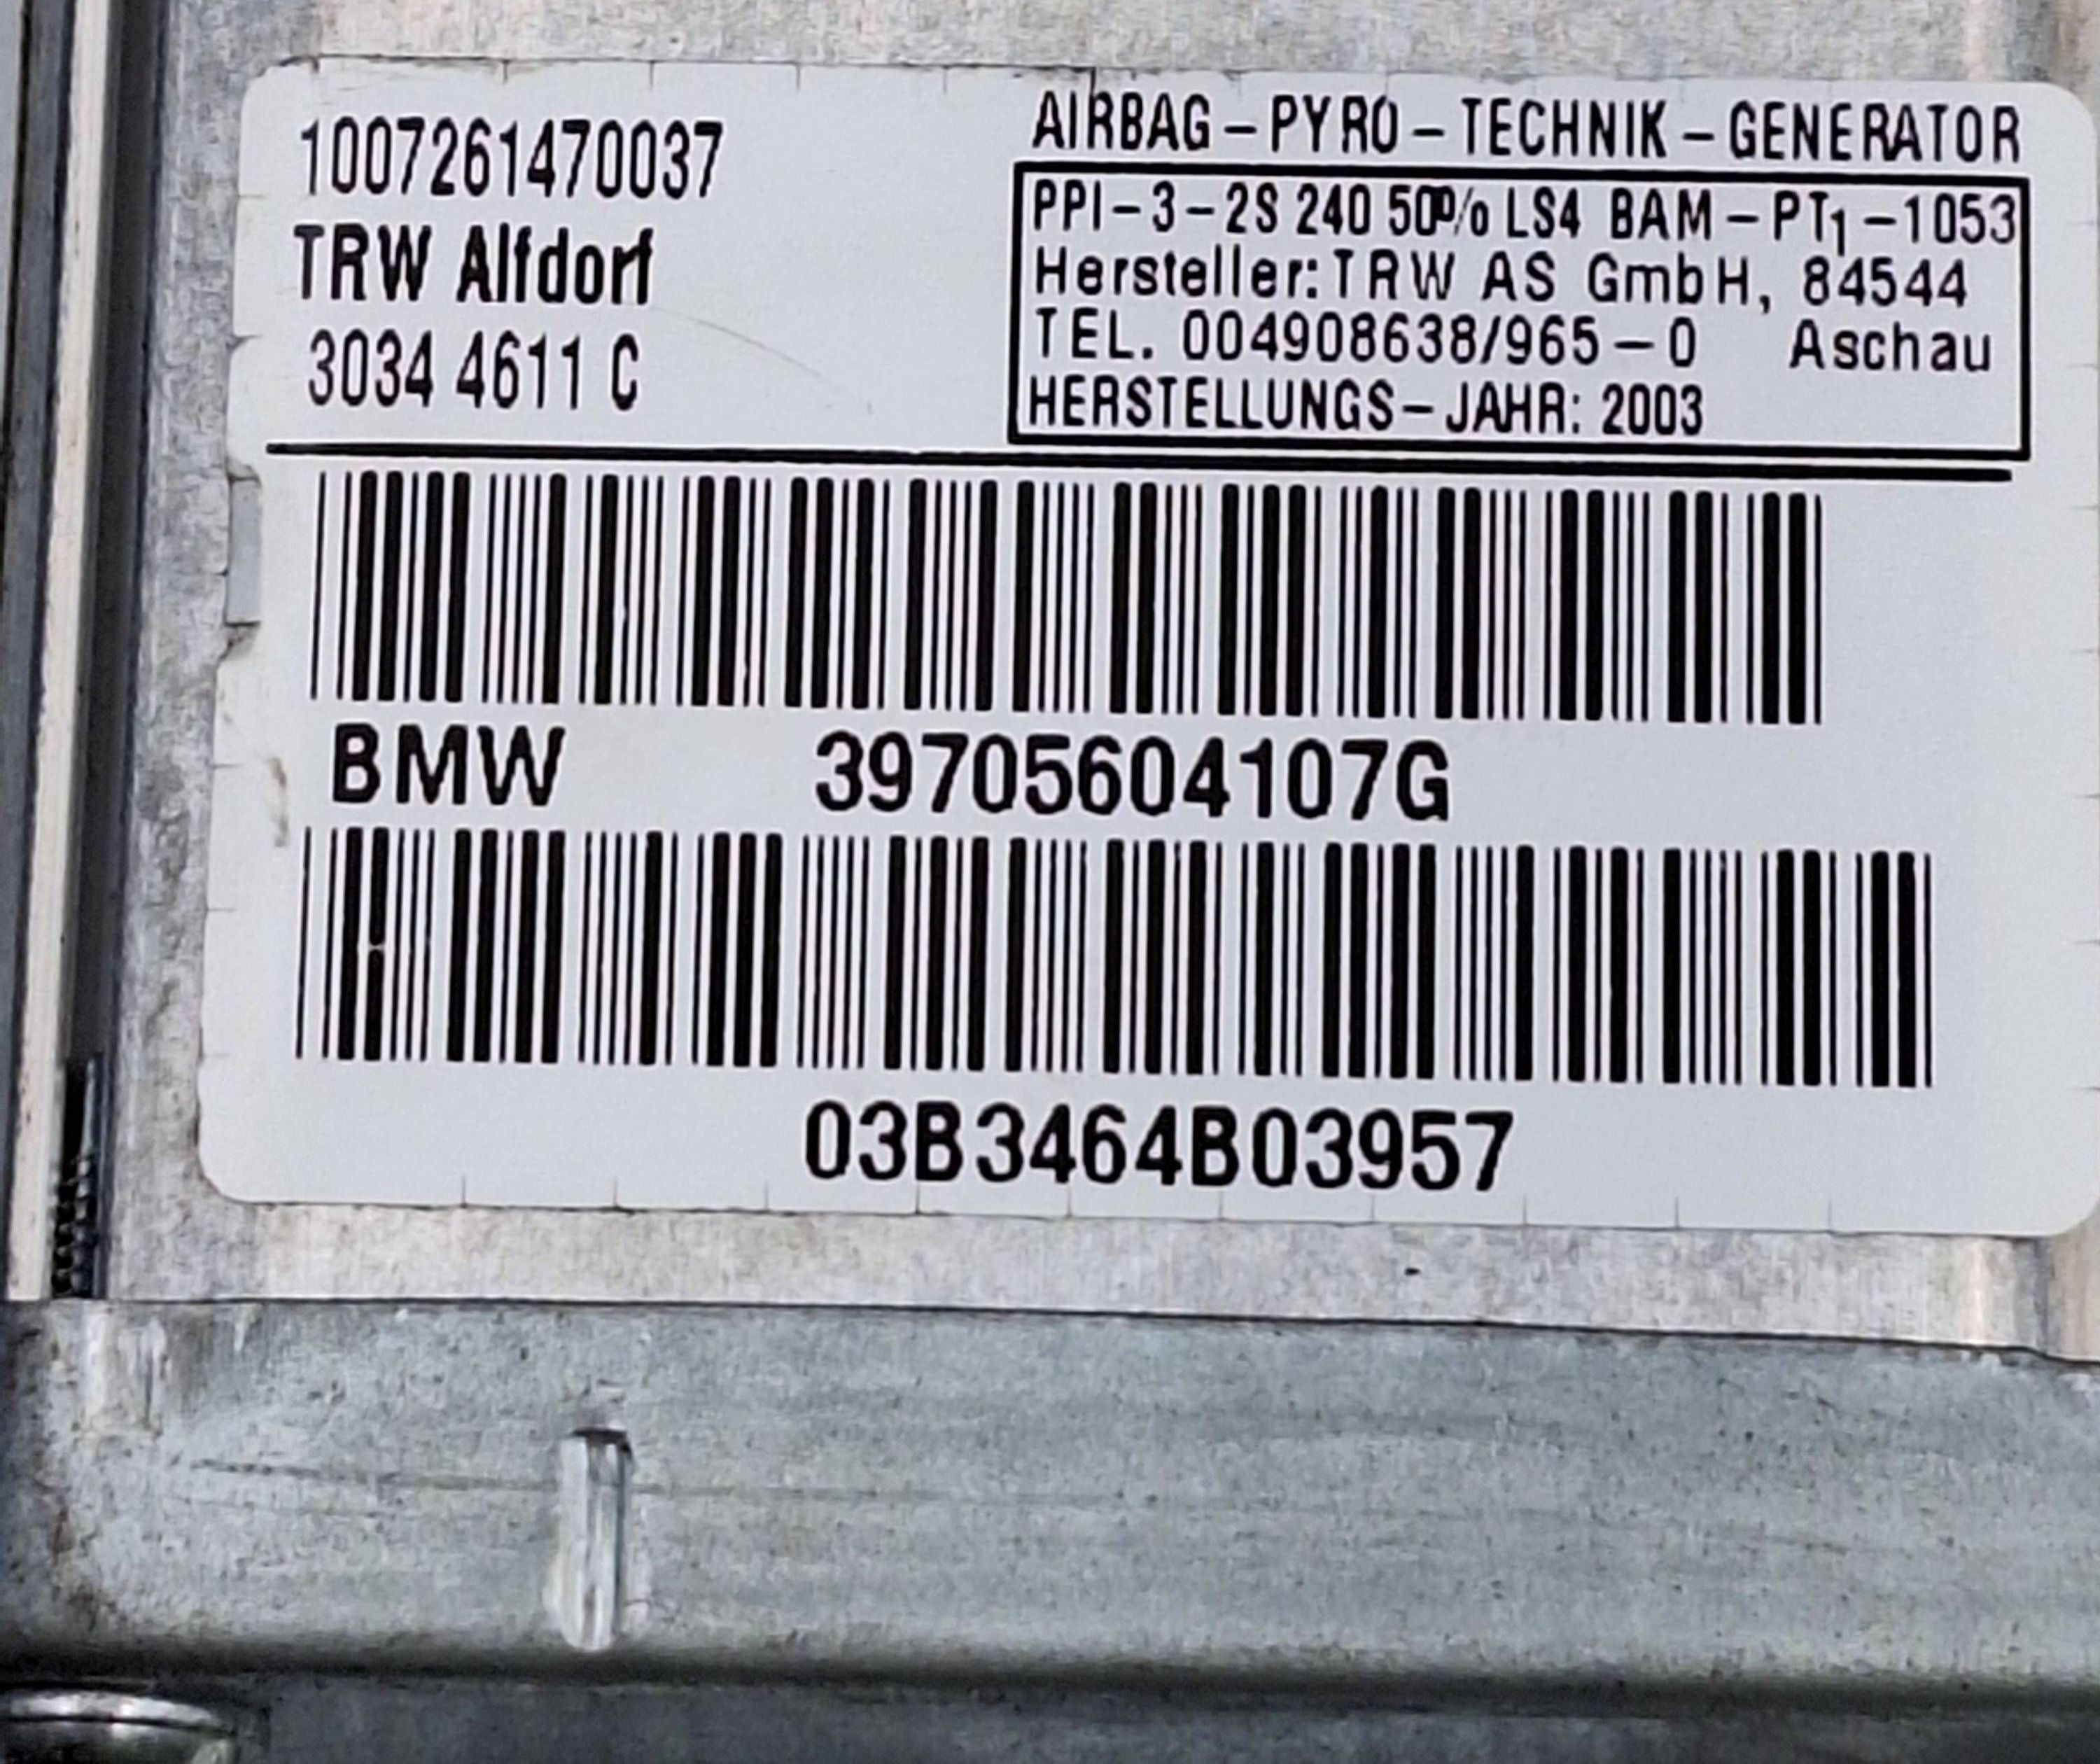 1007261470037
TRW Alfdorf
3034 4611 C
AIRBAG-PYRO-TECHNIK-GENERATOR
PPI-3-2S 240 500% LS4 BAM-PT1-1053
Hersteller: TRW AS GmbH, 84544
TEL. 004908638/965-0 Aschau
HERSTELLUNGS-JAHR: 2003
BMW 39705604107G
03B3464B03957